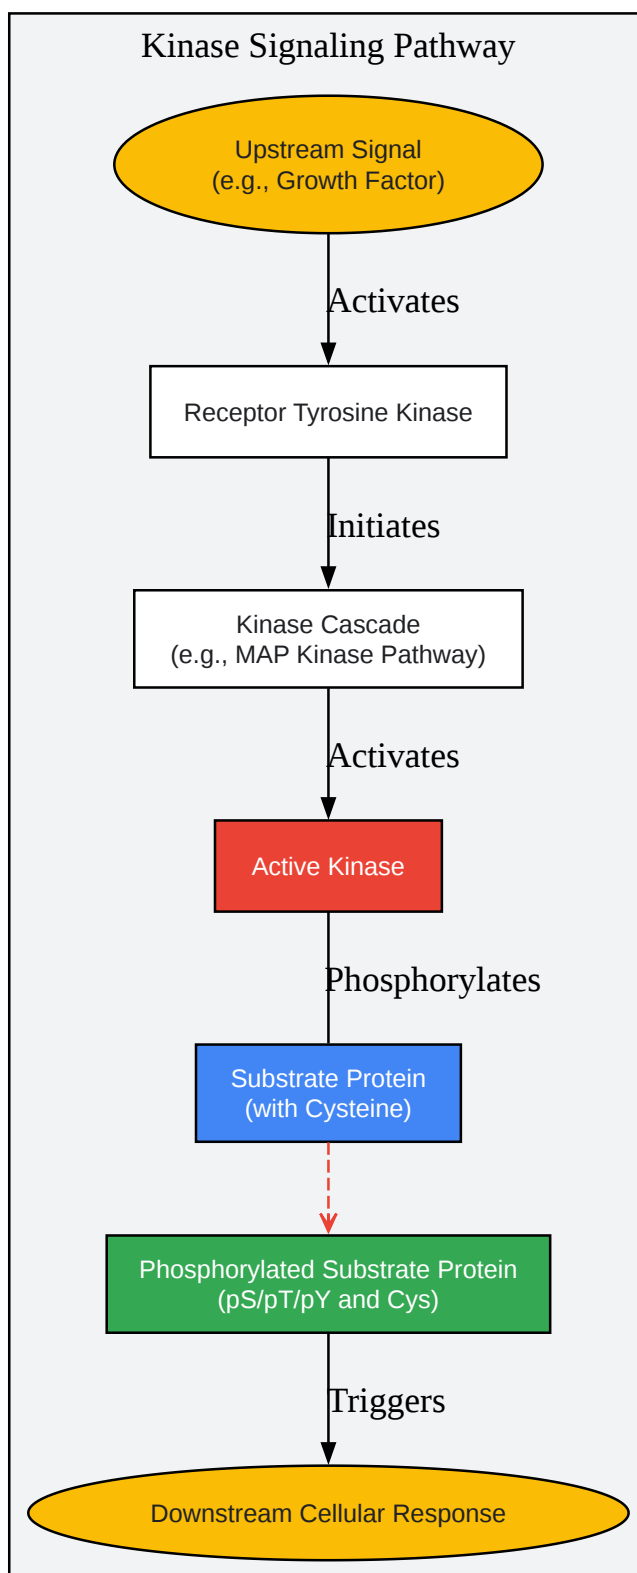 Kinase Signaling Pathway
Upstream Signal
(e.g., Growth Factor)
Activates
Receptor Tyrosine Kinase
Initiates
Kinase Cascade
(e.g., MAP Kinase Pathway)
Activates
Active Kinase
Phosphorylates
Substrate Protein
(with Cysteine)
Phosphorylated Substrate Protein
(pS/pT/pY and Cys)
Triggers
Downstream Cellular Response